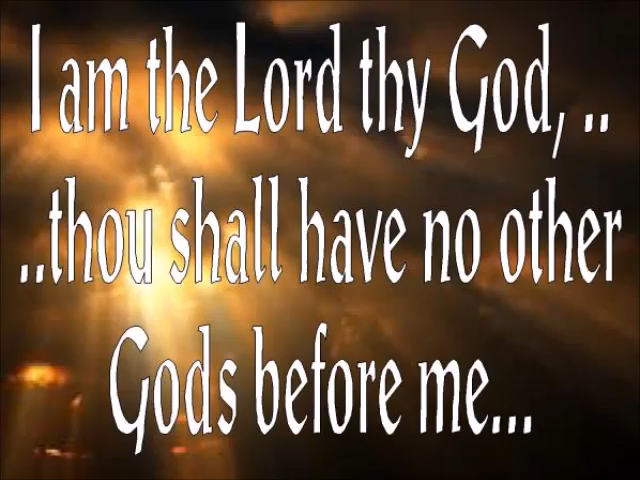 I am the Lord thy God, ..
..thou shall have no other
Gods before me...